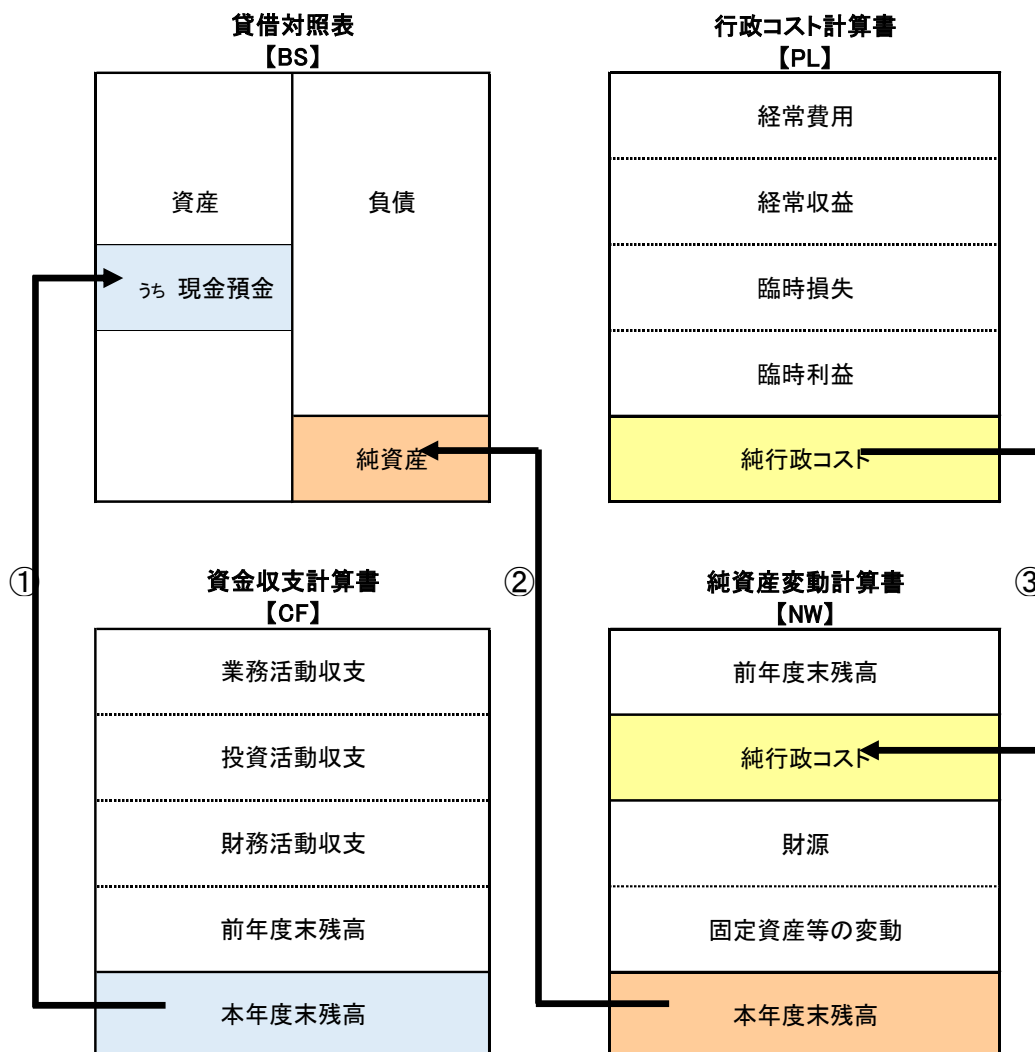 貸借対照表
【BS】
資産
負債
うち 現金預金
純資産
行政コスト計算書
【PL】
経常費用
経常収益
臨時損失
臨時利益
純行政コスト
①
資金収支計算書
【CF】
業務活動収支
投資活動収支
財務活動収支
前年度末残高
本年度末残高
②
純資産変動計算書
【NW】
前年度末残高
純行政コスト
財源
固定資産等の変動
本年度末残高
③